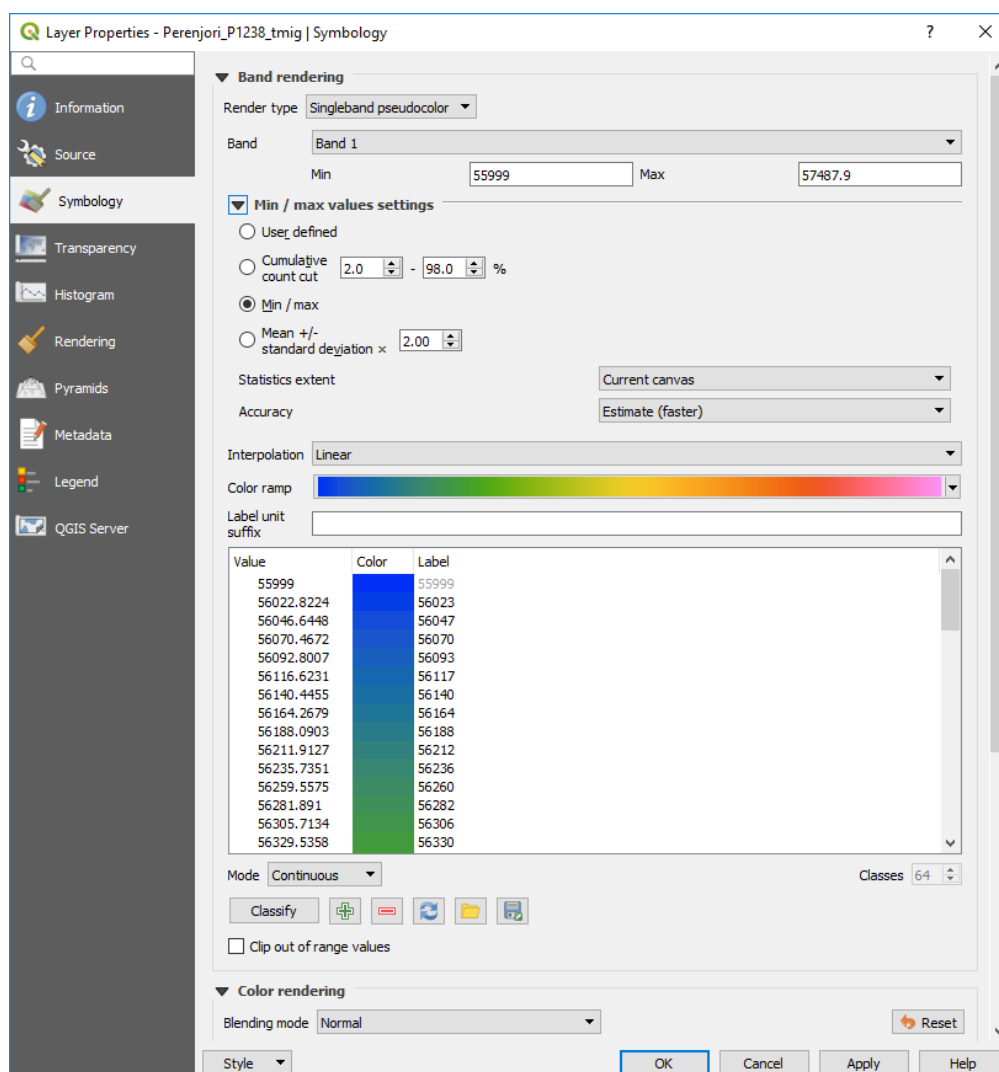 Layer Properties - Perenjori_P1238_tmig | Symbology ? ×
Information
Source
Symbology
Transparency
Histogram
Rendering
Pyramids
Metadata
Legend
QGIS Server
Band rendering
Render type Singleband pseudocolor
Band Band 1
Min 55999 Max 57487.9
Min / max values settings
User defined
Cumulative
count cut 2.0 - 98.0 %
Min / max
Mean +/-
standard deviation × 2.00
Statistics extent Current canvas
Accuracy Estimate (faster)
Interpolation Linear
Color ramp
Label unit
suffix
Value Color Label
55999 55999
56022.8224 56023
56046.6448 56047
56070.4672 56070
56092.8007 56093
56116.6231 56117
56140.4455 56140
56164.2679 56164
56188.0903 56188
56211.9127 56212
56235.7351 56236
56259.5575 56260
56281.891 56282
56305.7134 56306
56329.5358 56330
Mode Continuous Classes 64
Classify
Clip out of range values
Color rendering
Blending mode Normal Reset
Style OK Cancel Apply Help